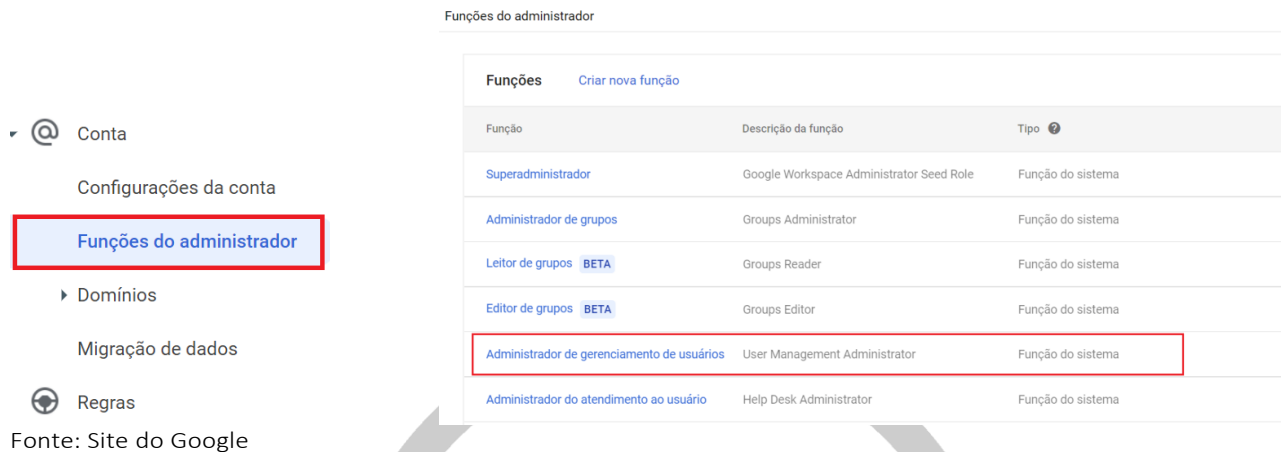 Conta
Configurações da conta
Funções do administrador
Domínios
Migração de dados
Regras
Funções do administrador
Funções Criar nova função
Função Descrição da função Tipo ?
Superadministrador Google Workspace Administrator Seed Role Função do sistema
Administrador de grupos Groups Administrator Função do sistema
Leitor de grupos BETA Groups Reader Função do sistema
Editor de grupos BETA Groups Editor Função do sistema
Administrador de gerenciamento de usuários User Management Administrator Função do sistema
Administrador do atendimento ao usuário Help Desk Administrator Função do sistema
Fonte: Site do Google